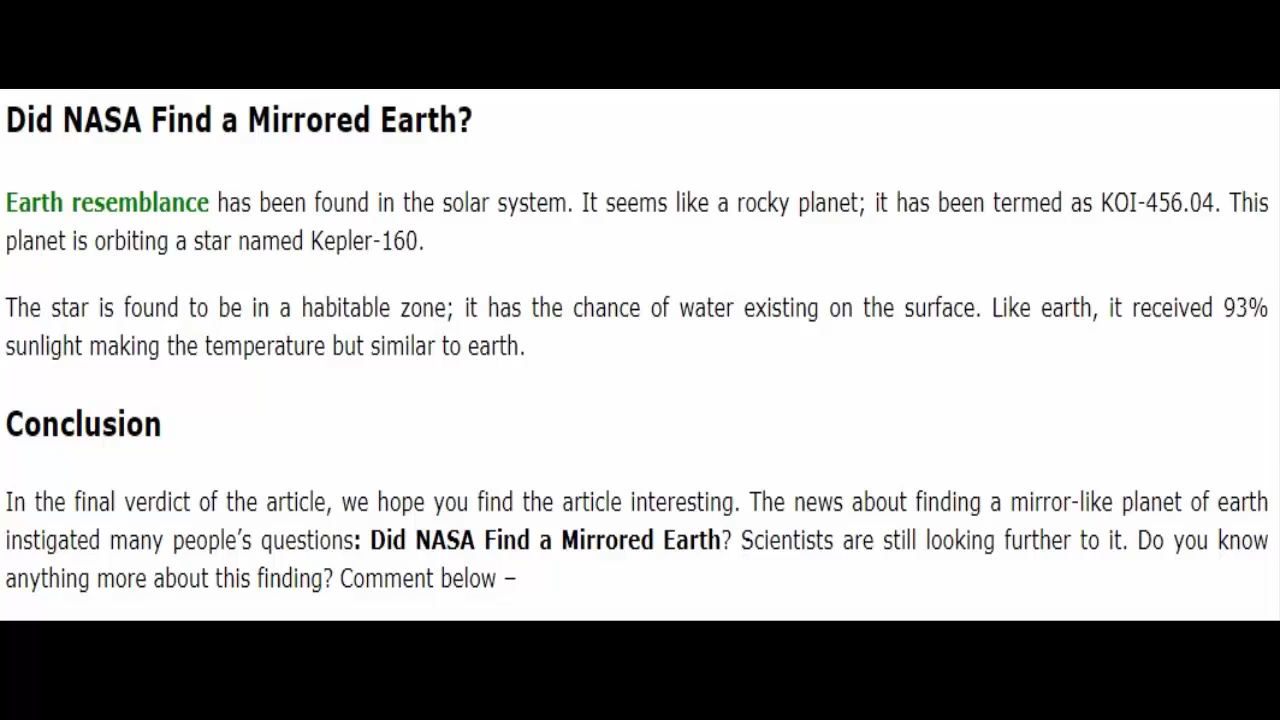 Did NASA Find a Mirrored Earth?
Earth resemblance has been found in the solar system. It seems like a rocky planet; it has been termed as KOI-456.04. This
planet is orbiting a star named Kepler-160.
The star is found to be in a habitable zone; it has the chance of water existing on the surface. Like earth, it received 93%
sunlight making the temperature but similar to earth.
Conclusion
In the final verdict of the article, we hope you find the article interesting. The news about finding a mirror-like planet of earth
instigated many people’s questions: Did NASA Find a Mirrored Earth? Scientists are still looking further to it. Do you know
anything more about this finding? Comment below –